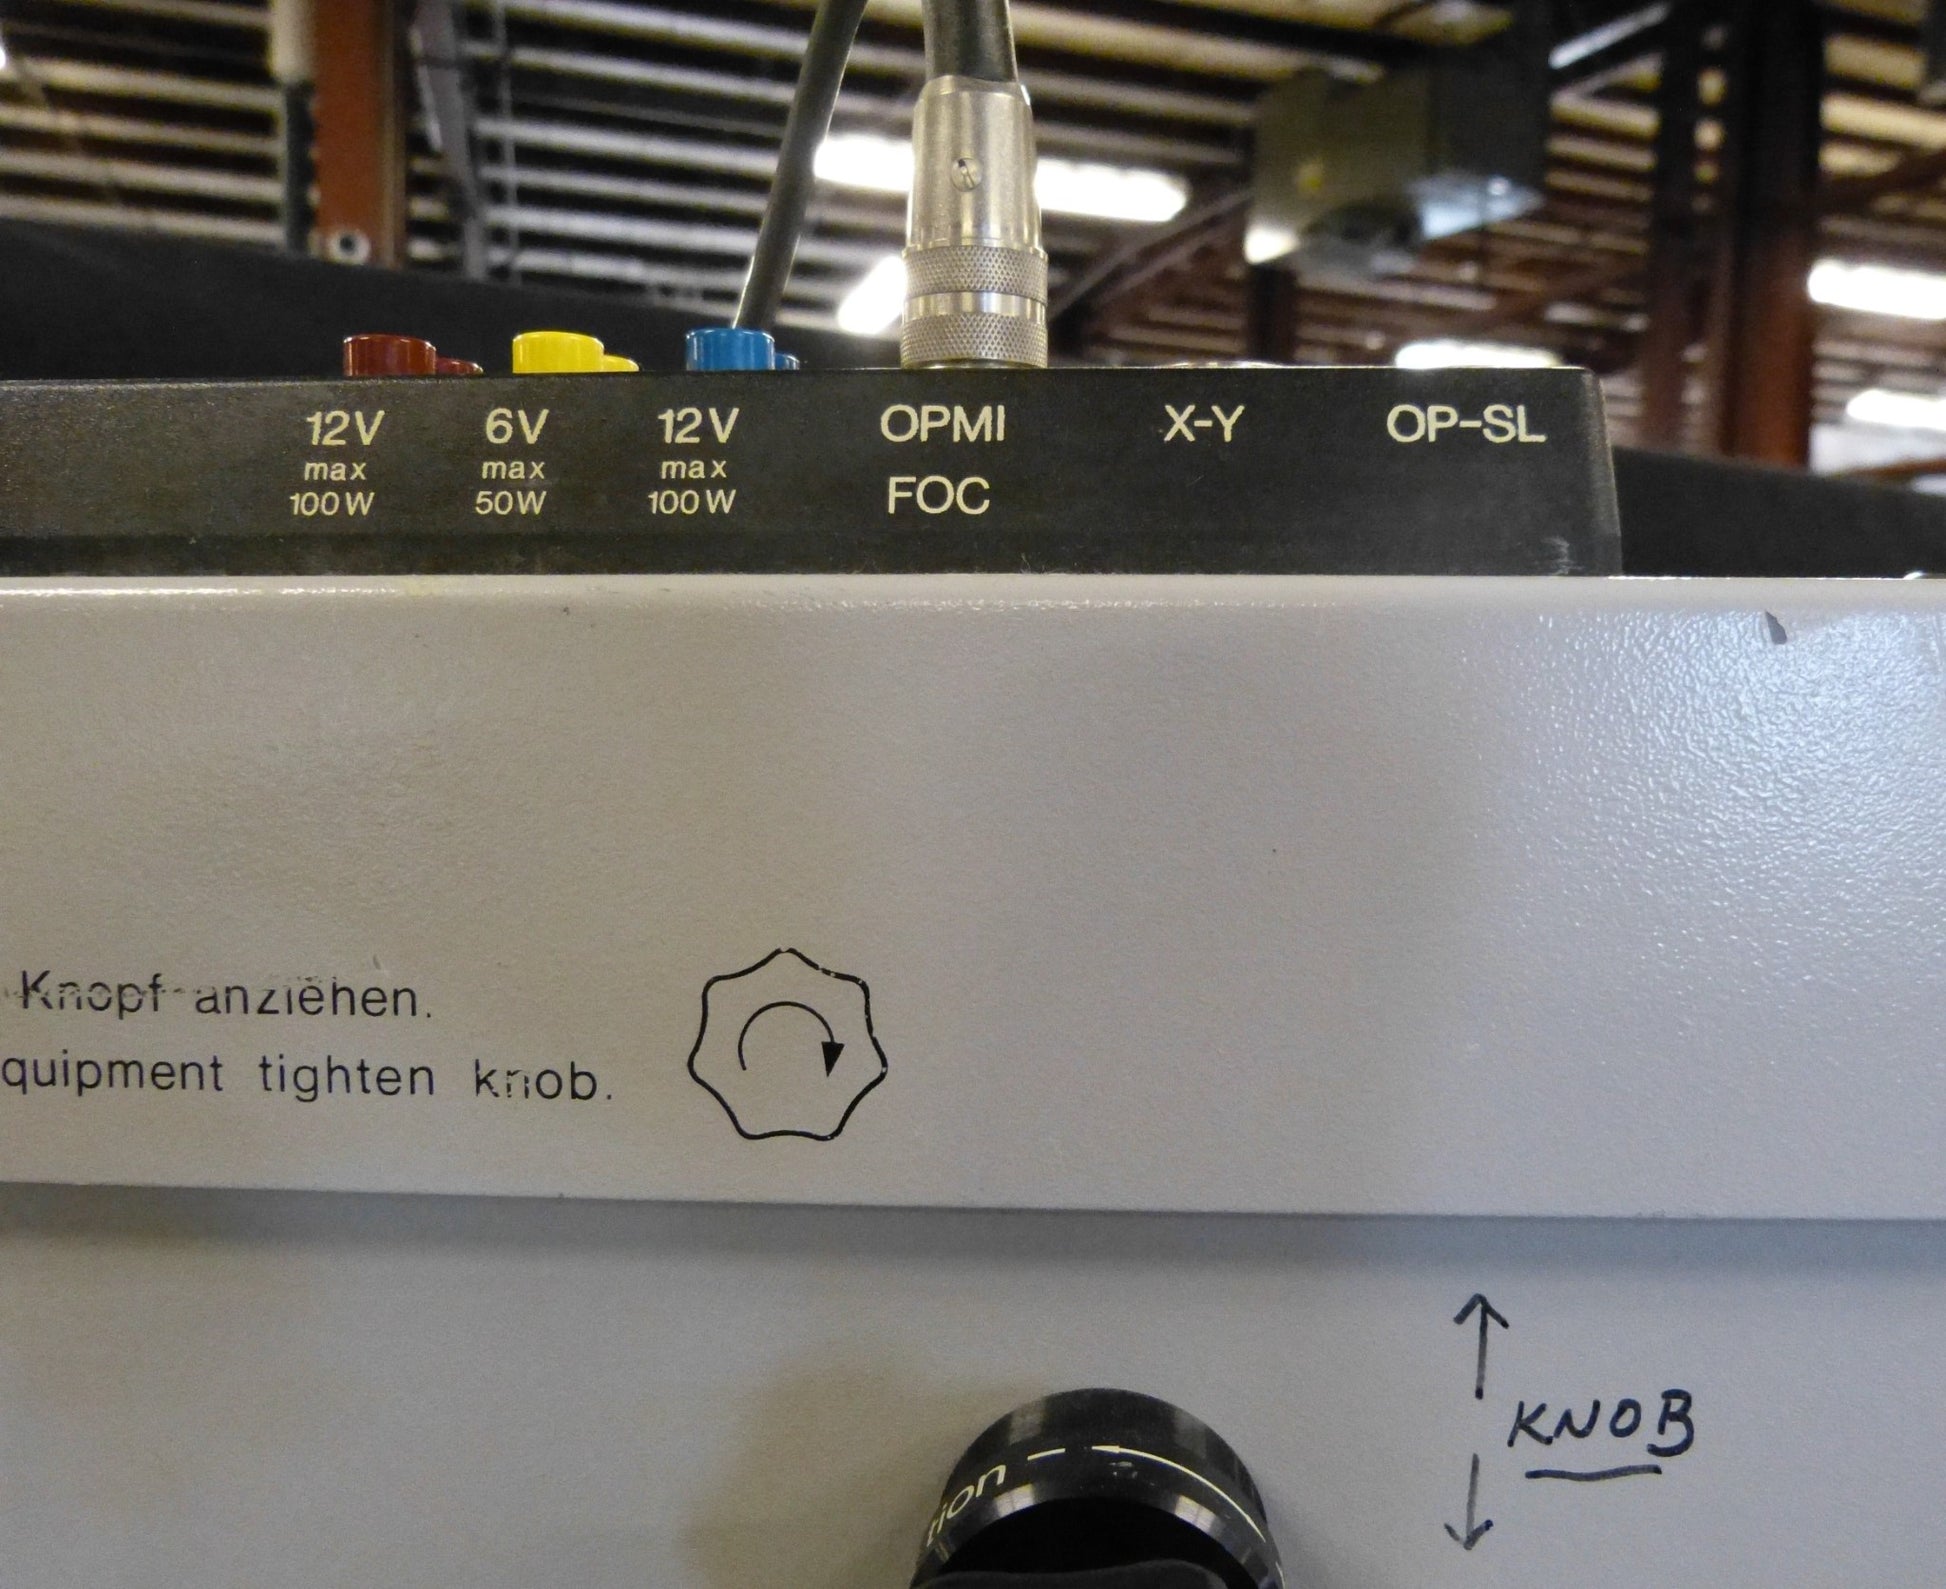 12V 6V 12V OPMI X-Y OP-SL
max max max
100W 50W 100W FOC
Knopf anziehen.
quipment tighten knob.
KNOB
tion